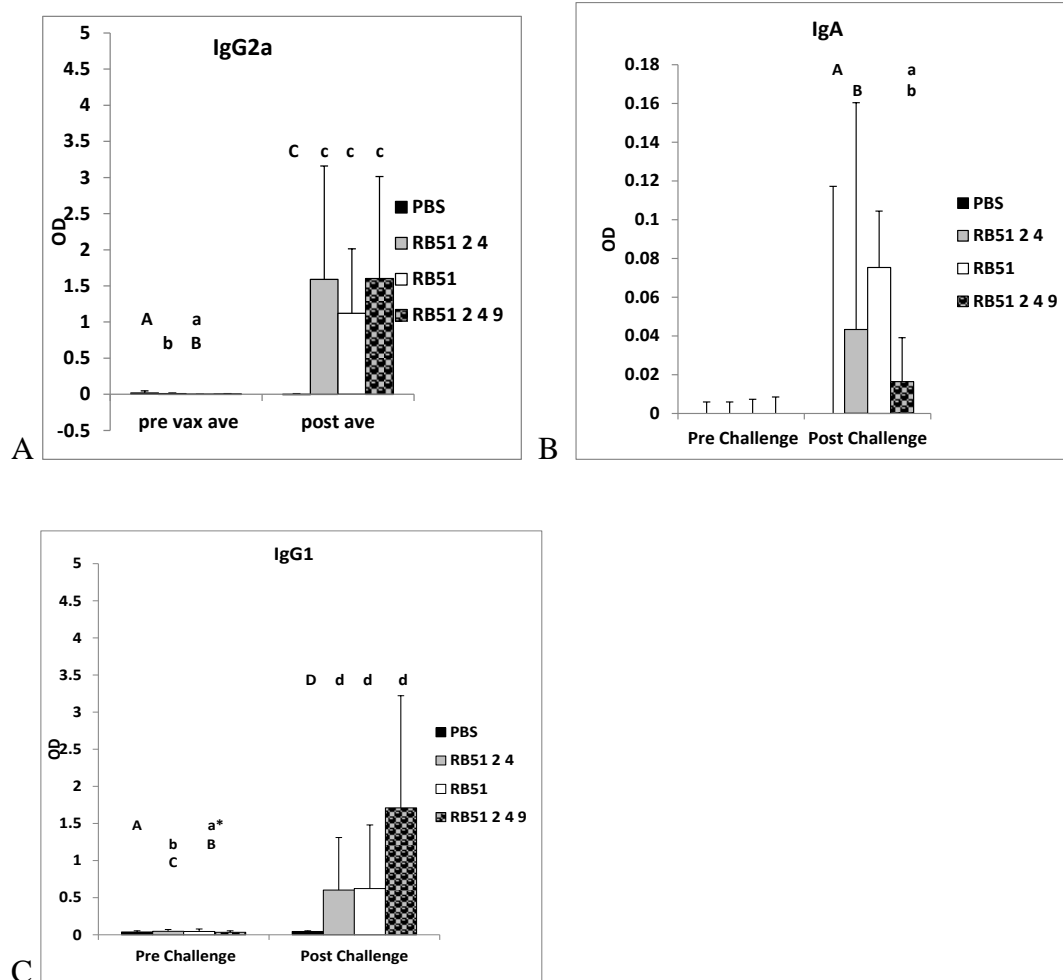 IgG2a
5
4.5
4
3.5
3
2.5
2
1.5
1
0.5
0
-0.5
OD
A a
b B
C c c c
pre vax ave post ave
PBS
RB51 2 4
RB51
RB51 2 4 9
A
IgA
0.18
0.16
0.14
0.12
0.1
0.08
0.06
0.04
0.02
0
OD
A a
B b
Pre Challenge Post Challenge
PBS
RB51 2 4
RB51
RB51 2 4 9
B
IgG1
5
4.5
4
3.5
3
2.5
2
1.5
1
0.5
0
OD
D d d d
A a*
b B
C
Pre Challenge Post Challenge
PBS
RB51 2 4
RB51
RB51 2 4 9
C